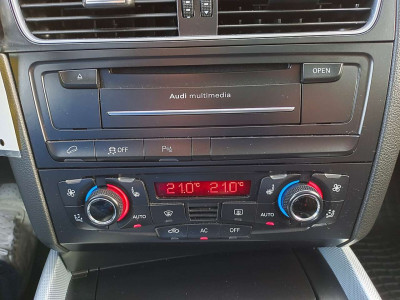 OPEN
Audi multimedia
OFF
P
21.0° 21.0°
AUTO AUTO
AC OFF